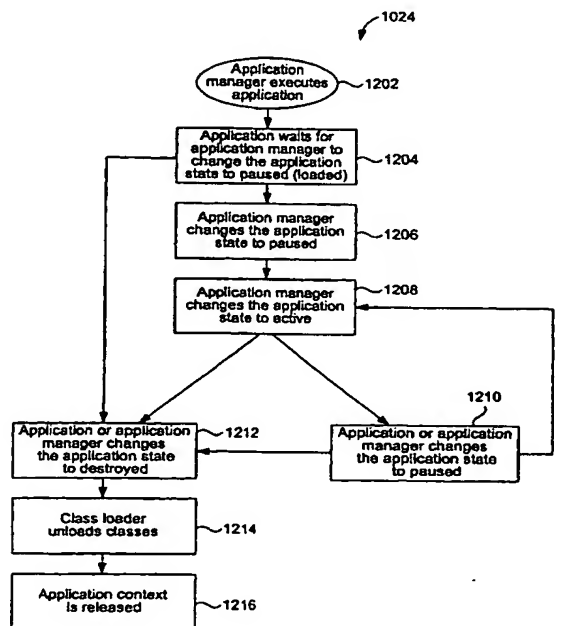 1024
Application
manager executes
application
1202
Application waits for
application manager to
change the application
state to paused (loaded)
1204
Application manager
changes the application
state to paused
1206
1208
Application manager
changes the application
state to active
1210
Application or application
manager changes
the application state
to destroyed
1212
Application or application
manager changes
the application state
to paused
Class loader
unloads classes
1214
Application context
is released
1216